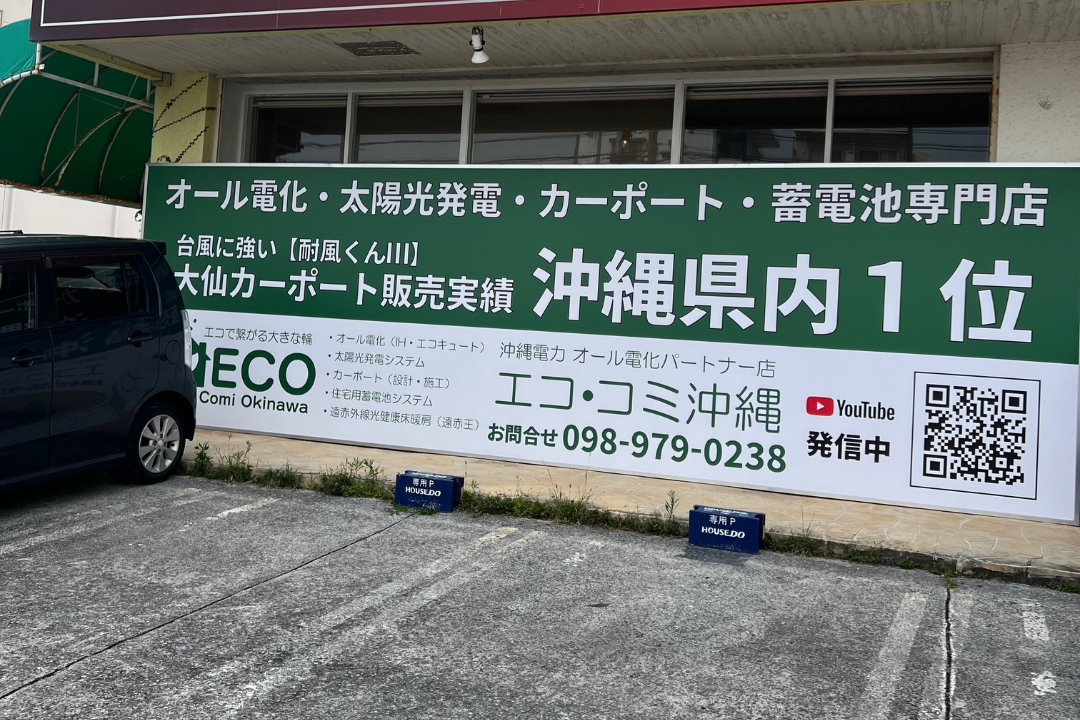 オール電化・太陽光発電・カーポート・蓄電池専門店
台風に強い【耐風くんIII】
大仙カーポート販売実績
沖縄県内1位
エコで繋がる大きな輪
ECO
Comi Okinawa
・オール電化（IH・エコキュート）
・太陽光発電システム
・カーポート（設計・施工）
・住宅用蓄電池システム
・遠赤外線光健康床暖房（遠赤王）
沖縄電力 オール電化パートナー店
エコ・コミ沖縄
お問合せ 098-979-0238
YouTube
発信中
専用 P
HOUSE.DO
専用 P
HOUSE.DO